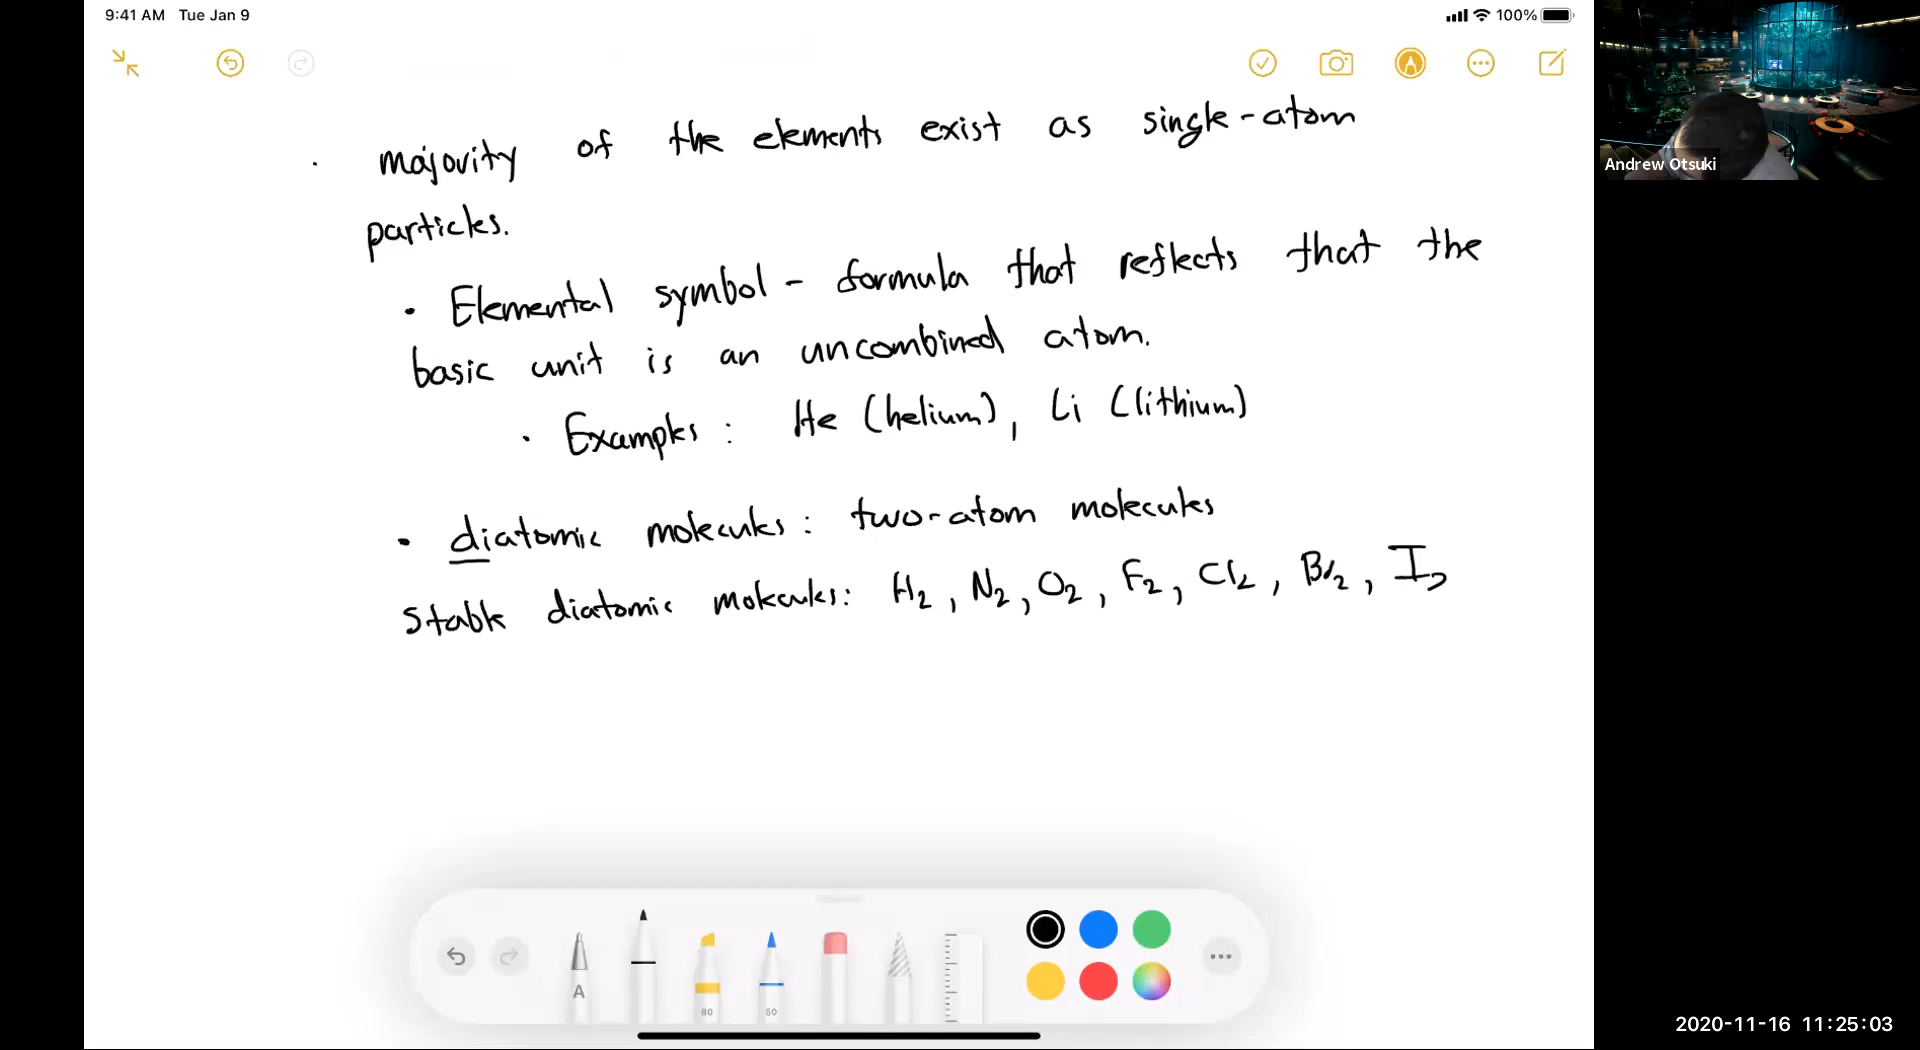 9:41 AM Tue Jan 9
100%
Andrew Otsuki
• majority of the elements exist as single-atom
particles.
• Elemental symbol - formula that reflects that the
basic unit is an uncombined atom.
• Examples : He (helium), Li (lithium)
• diatomic molecules : two-atom molecules
Stable diatomic molecules: H₂, N₂, O₂, F₂, Cl₂, Br₂, I₂
A
80
50
2020-11-16 11:25:03